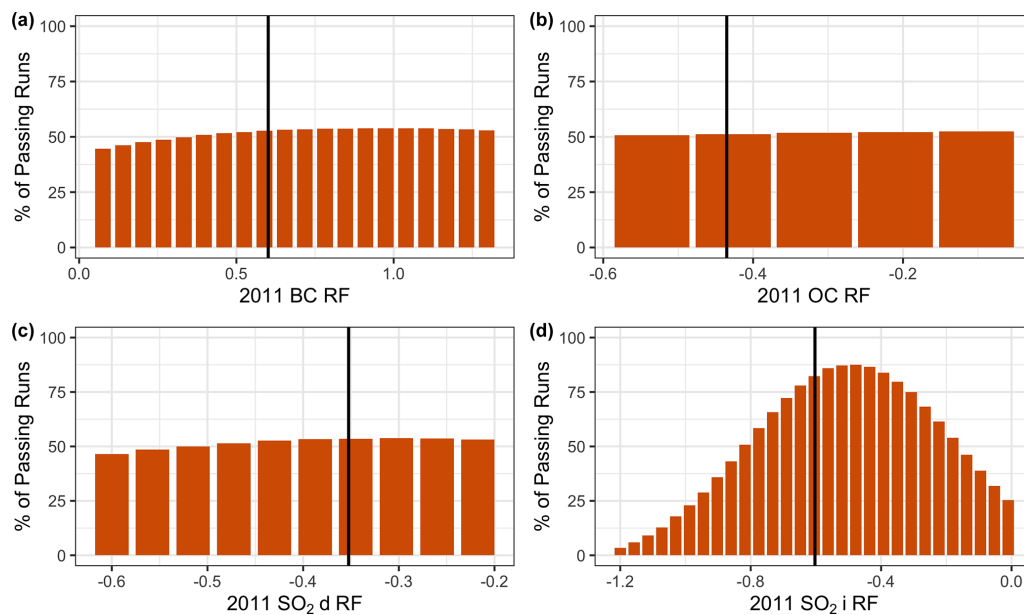 (a)
100
75
50
25
0
% of Passing Runs
0.0 0.5 1.0
2011 BC RF
(b)
100
75
50
25
0
% of Passing Runs
-0.6 -0.4 -0.2
2011 OC RF
(c)
100
75
50
25
0
% of Passing Runs
-0.6 -0.5 -0.4 -0.3 -0.2
2011 SO₂ d RF
(d)
100
75
50
25
0
% of Passing Runs
-1.2 -0.8 -0.4 0.0
2011 SO₂ i RF